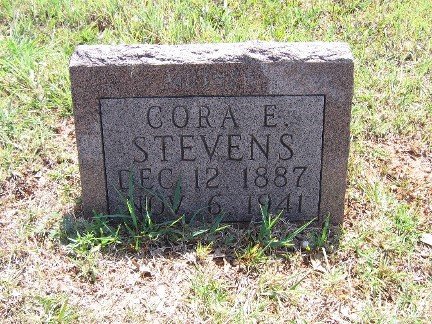 CORA E.
STEVENS
DEC. 12, 1887
NOV. 6, 1941